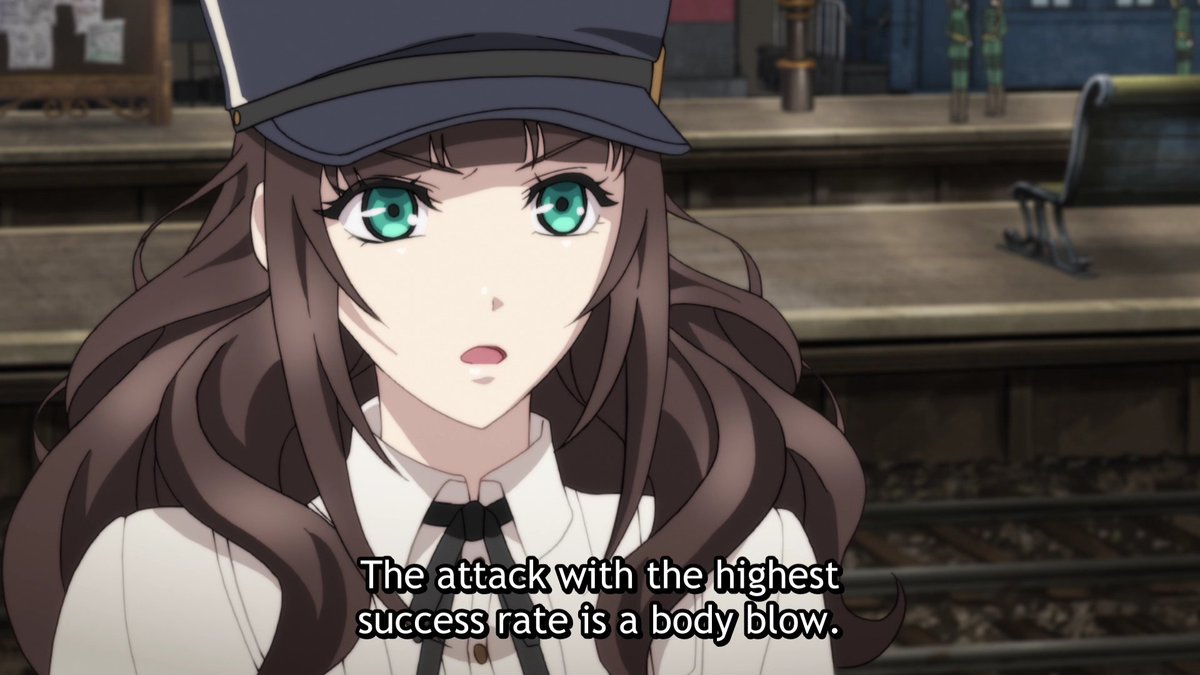 The attack with the highest
success rate is a body blow.